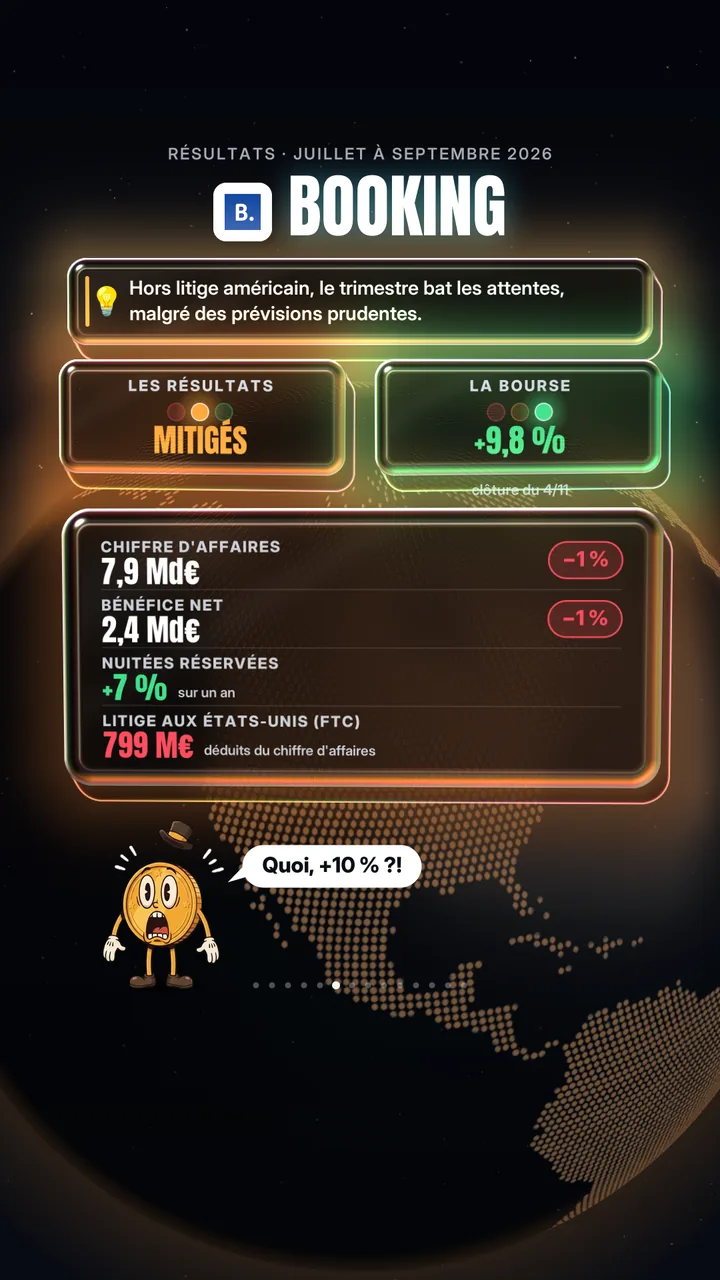 RÉSULTATS · JUILLET À SEPTEMBRE 2026
B. BOOKING
Hors litige américain, le trimestre bat les attentes,
malgré des prévisions prudentes.
LES RÉSULTATS
MITIGÉS
LA BOURSE
+9,8 %
clôture du 4/11
CHIFFRE D'AFFAIRES
7,9 Md€
−1 %
BÉNÉFICE NET
2,4 Md€
−1 %
NUITÉES RÉSERVÉES
+7 % sur un an
LITIGE AUX ÉTATS-UNIS (FTC)
799 M€ déduits du chiffre d'affaires
Quoi, +10 % ?!